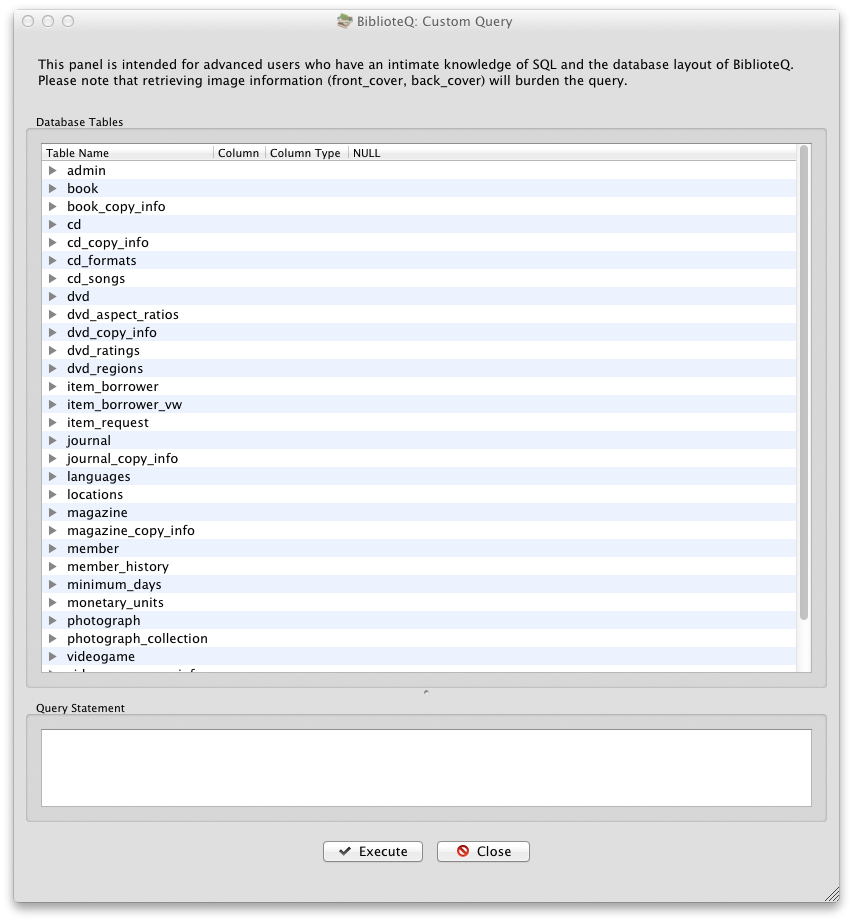 BiblioteQ: Custom Query
This panel is intended for advanced users who have an intimate knowledge of SQL and the database layout of BiblioteQ.
Please note that retrieving image information (front_cover, back_cover) will burden the query.
Database Tables
Table Name Column Column Type NULL
admin
book
book_copy_info
cd
cd_copy_info
cd_formats
cd_songs
dvd
dvd_aspect_ratios
dvd_copy_info
dvd_ratings
dvd_regions
item_borrower
item_borrower_vw
item_request
journal
journal_copy_info
languages
locations
magazine
magazine_copy_info
member
member_history
minimum_days
monetary_units
photograph
photograph_collection
videogame
Query Statement
Execute Close